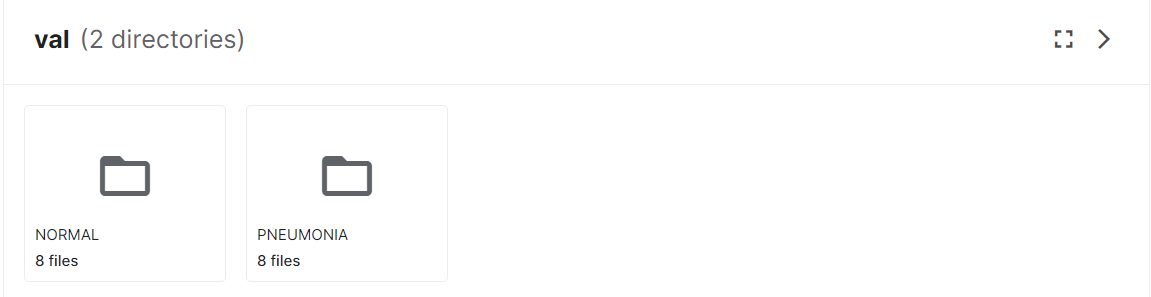 val (2 directories)
NORMAL
8 files
PNEUMONIA
8 files